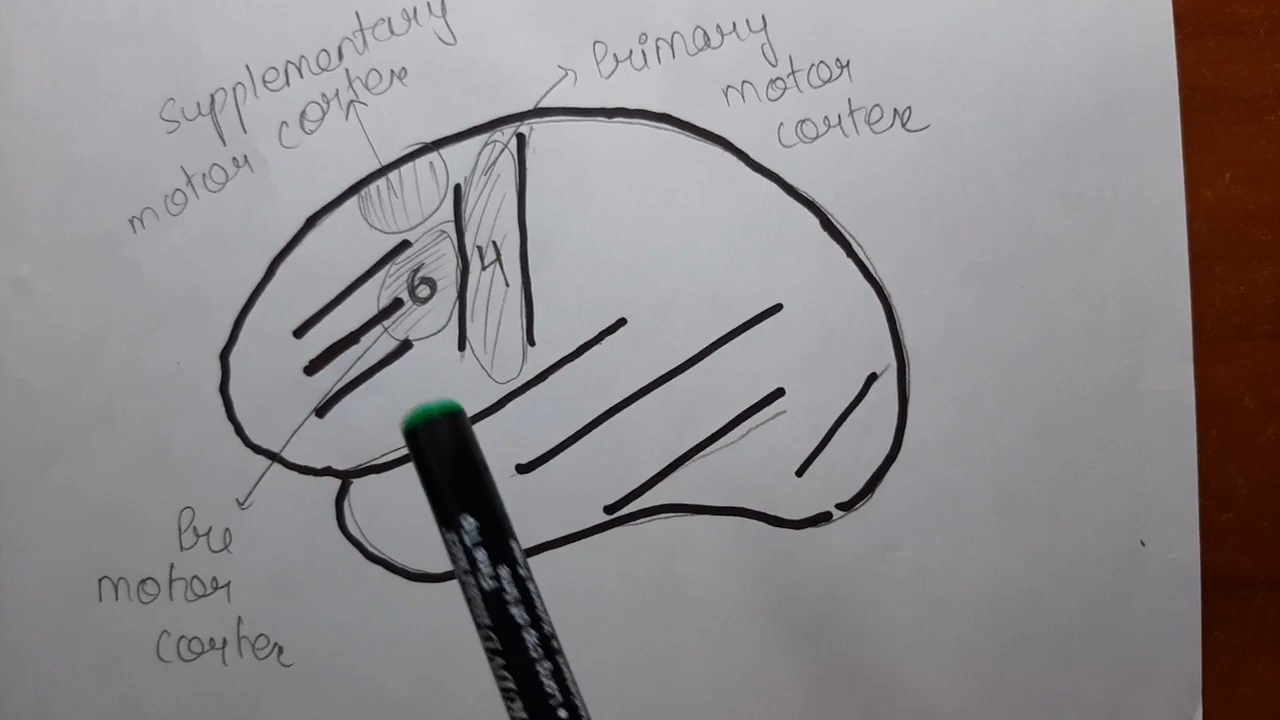 supplementary
motor cortex
Primary
motor
cortex
6
4
Pre
motor
cortex